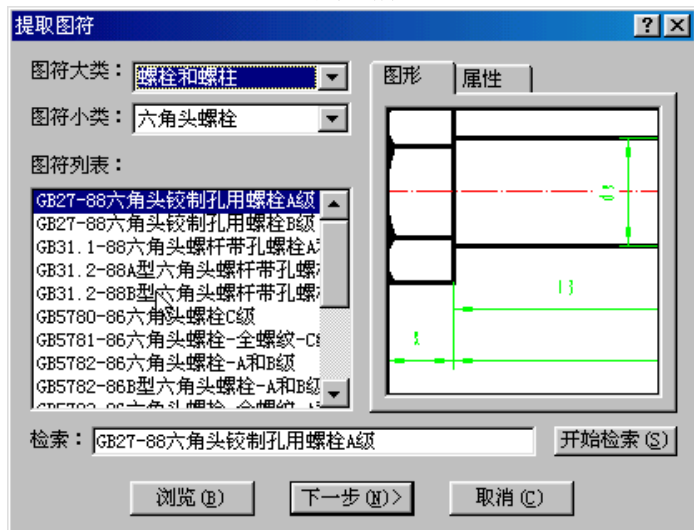 提取图符
图符大类：
螺栓和螺柱
图符小类：
六角头螺栓
图符列表：
GB27-88六角头铰制孔用螺栓A级
GB27-88六角头铰制孔用螺栓B级
GB31.1-88六角头螺杆带孔螺栓A
GB31.2-88A型六角头螺杆带孔螺
GB31.2-88B型六角头螺杆带孔螺
GB5780-86六角头螺栓C级
GB5781-86六角头螺栓-全螺纹-C
GB5782-86六角头螺栓-A和B级
GB5782-86B型六角头螺栓-A和B级
图形
属性
检索：
GB27-88六角头铰制孔用螺栓A级
开始检索(S)
浏览(B)
下一步(N)>
取消(C)